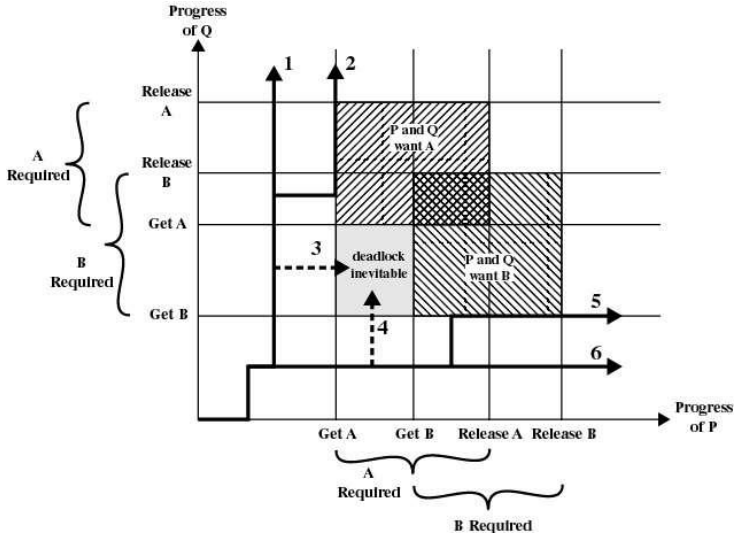 Progress
of Q
1
2
Release
A
A
Required
P and Q
want A
Release
B
Get A
B
Required
3
deadlock
inevitable
P and Q
want B
Get B
4
5
6
Progress
of P
Get A
Get B
Release A
Release B
A
Required
B Required